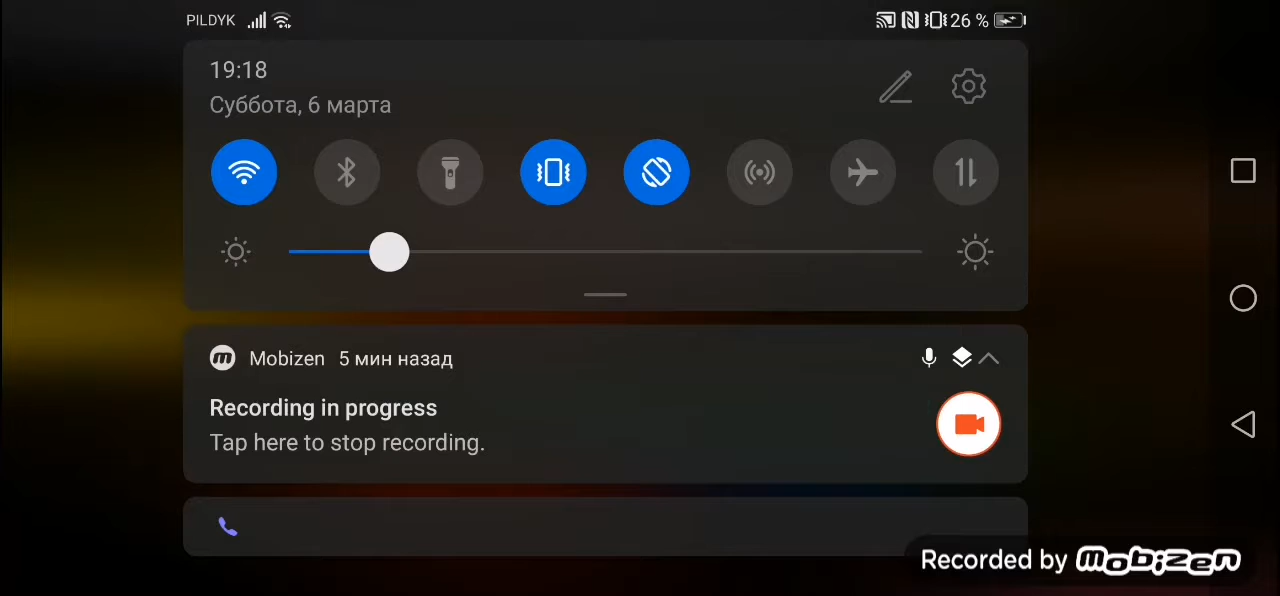 PILDYK 26 %
19:18
Суббота, 6 марта
Mobizen 5 мин назад
Recording in progress
Tap here to stop recording.
Recorded by mobizen